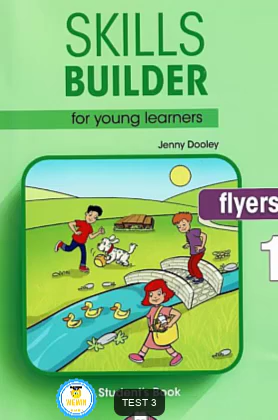 SKILLS
BUILDER
for young learners
Jenny Dooley
flyers
1
Student's Book
TEST 3